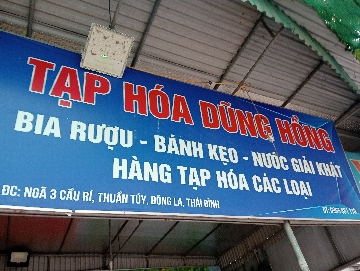 TẠP HÓA DŨNG HỒNG
BIA RƯỢU - BÁNH KẸO - NƯỚC GIẢI KHÁT
HÀNG TẠP HÓA CÁC LOẠI
ĐC: NGÃ 3 CẦU RÍ, THUẦN TÚY, ĐÔNG LA, THÁI BÌNH